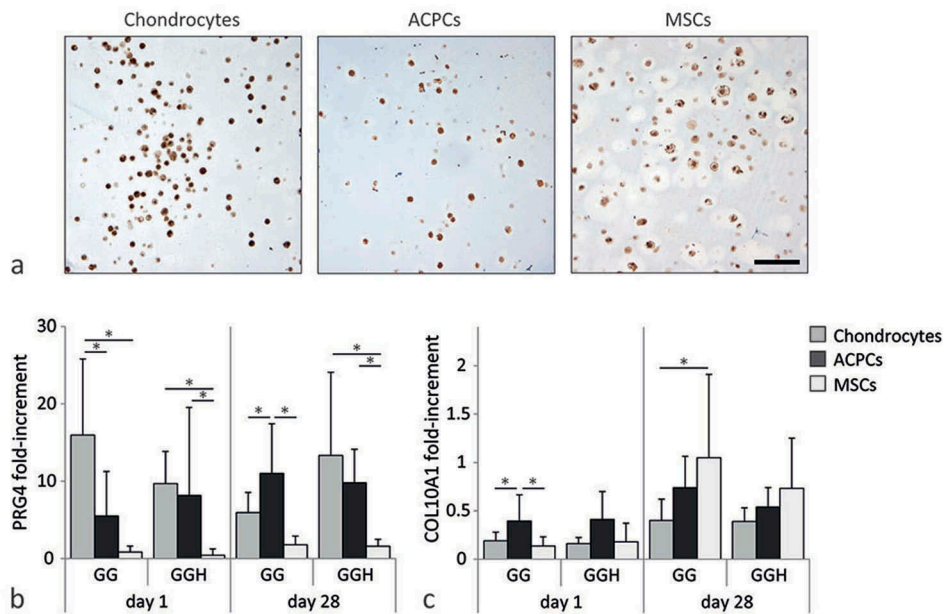 Chondrocytes ACPCs MSCs
a
30
20
10
0
PRG4 fold-increment
*
*
*
*
*
*
*
*
GG GGH GG GGH
day 1 day 28
b
2
1.5
1
0.5
0
COL10A1 fold-increment
*
*
*
GG GGH GG GGH
day 1 day 28
c
Chondrocytes
ACPCs
MSCs